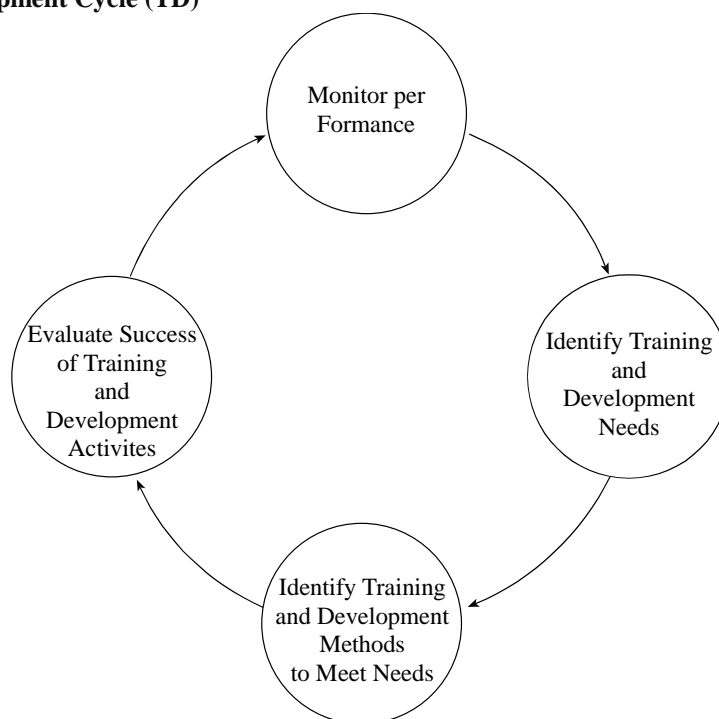 pment Cycle (TD)
Monitor per
Formance
Identify Training
and
Development
Needs
Identify Training
and Development
Methods
to Meet Needs
Evaluate Success
of Training
and
Development
Activites